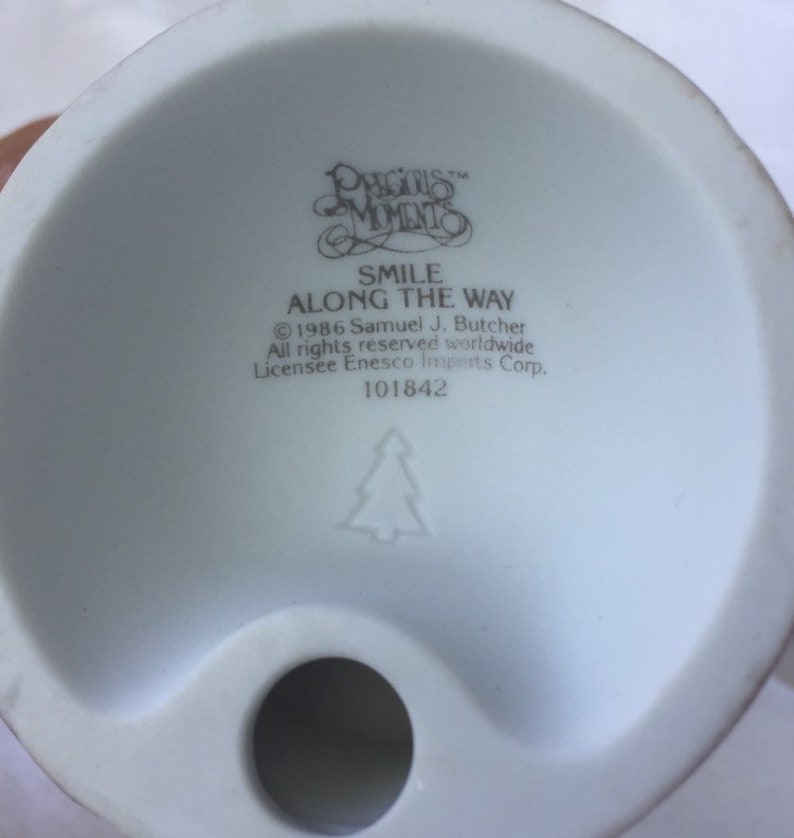 PRECIOUS™
MOMENTS
SMILE
ALONG THE WAY
©1986 Samuel J. Butcher
All rights reserved worldwide
Licensee Enesco Imports Corp.
101842